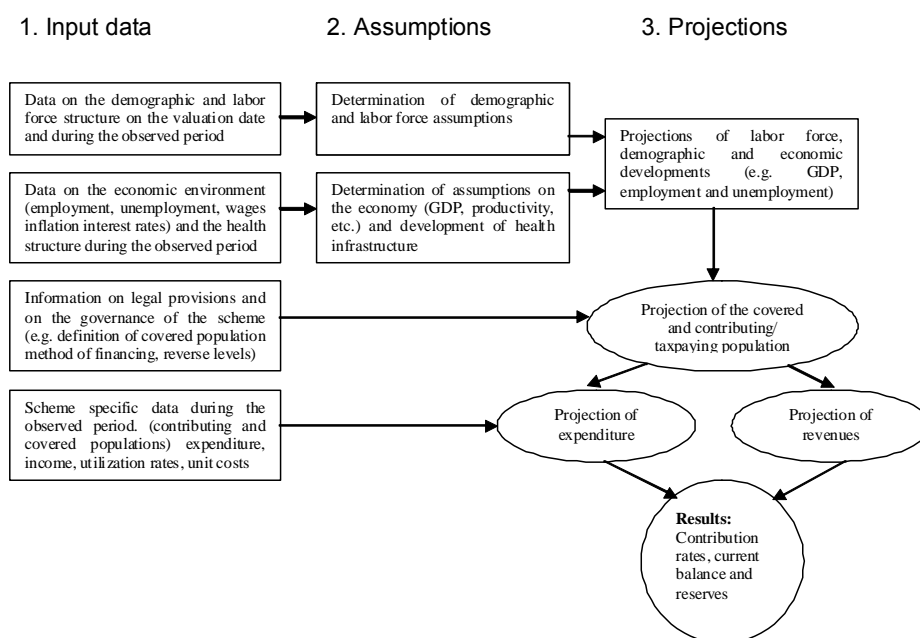 1. Input data
2. Assumptions
3. Projections
Data on the demographic and labor
force structure on the valuation date
and during the observed period
Determination of demographic
and labor force assumptions
Projections of labor force,
demographic and economic
developments (e.g. GDP,
employment and unemployment)
Data on the economic environment
(employment, unemployment, wages
inflation interest rates) and the health
structure during the observed period
Determination of assumptions on
the economy (GDP, productivity,
etc.) and development of health
infrastructure
Information on legal provisions and
on the governance of the scheme
(e.g. definition of covered population
method of financing, reverse levels)
Projection of the covered
and contributing/
taxpaying population
Scheme specific data during the
observed period. (contributing and
covered populations) expenditure,
income, utilization rates, unit costs
Projection of
expenditure
Projection of
revenues
Results:
Contribution
rates, current
balance and
reserves